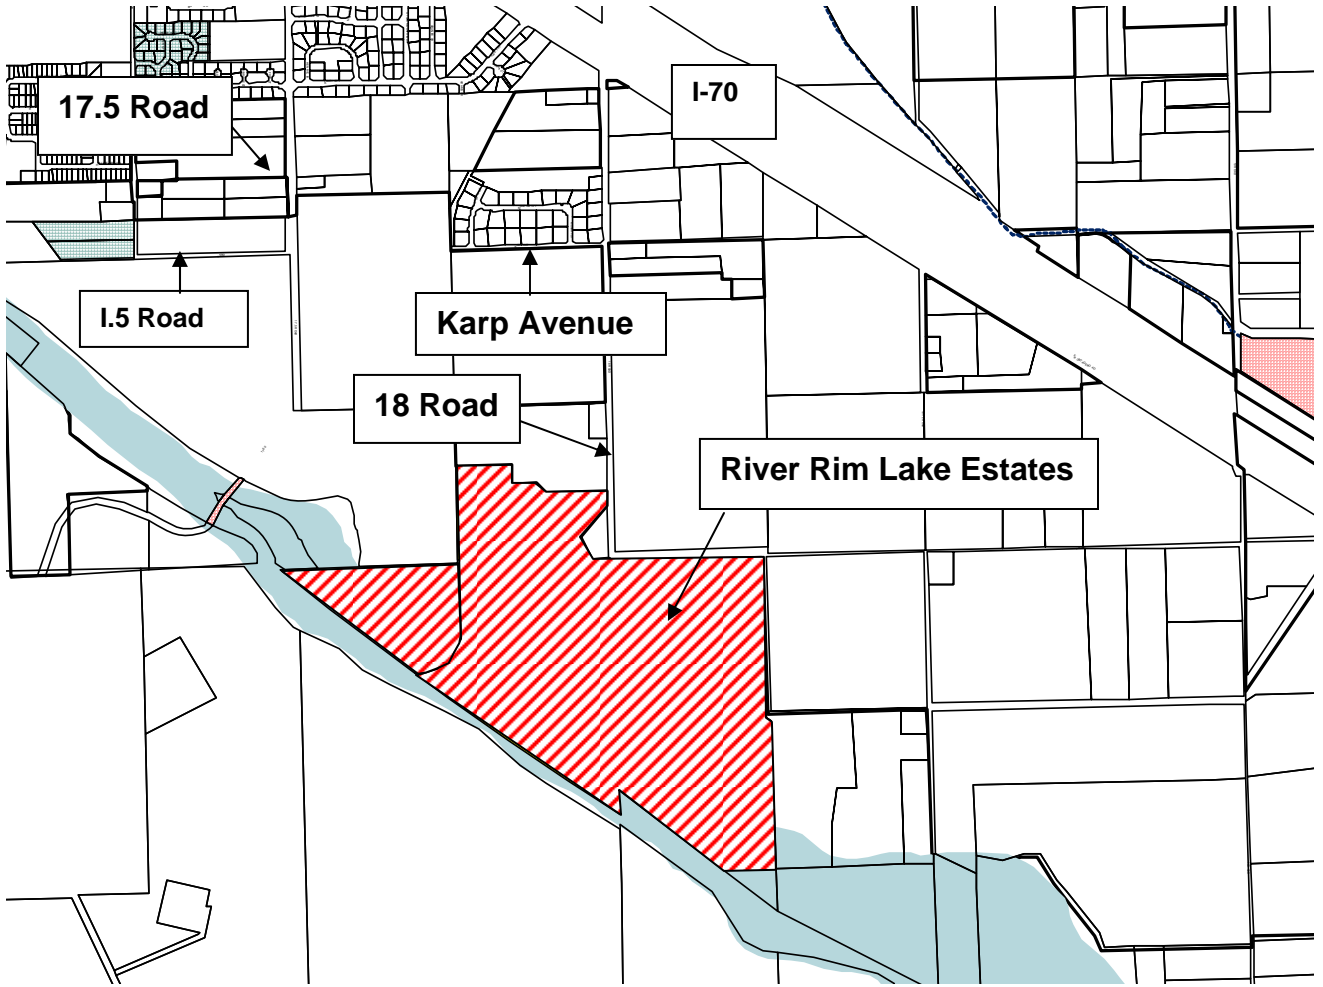 I-70
17.5 Road
I.5 Road
Karp Avenue
18 Road
River Rim Lake Estates